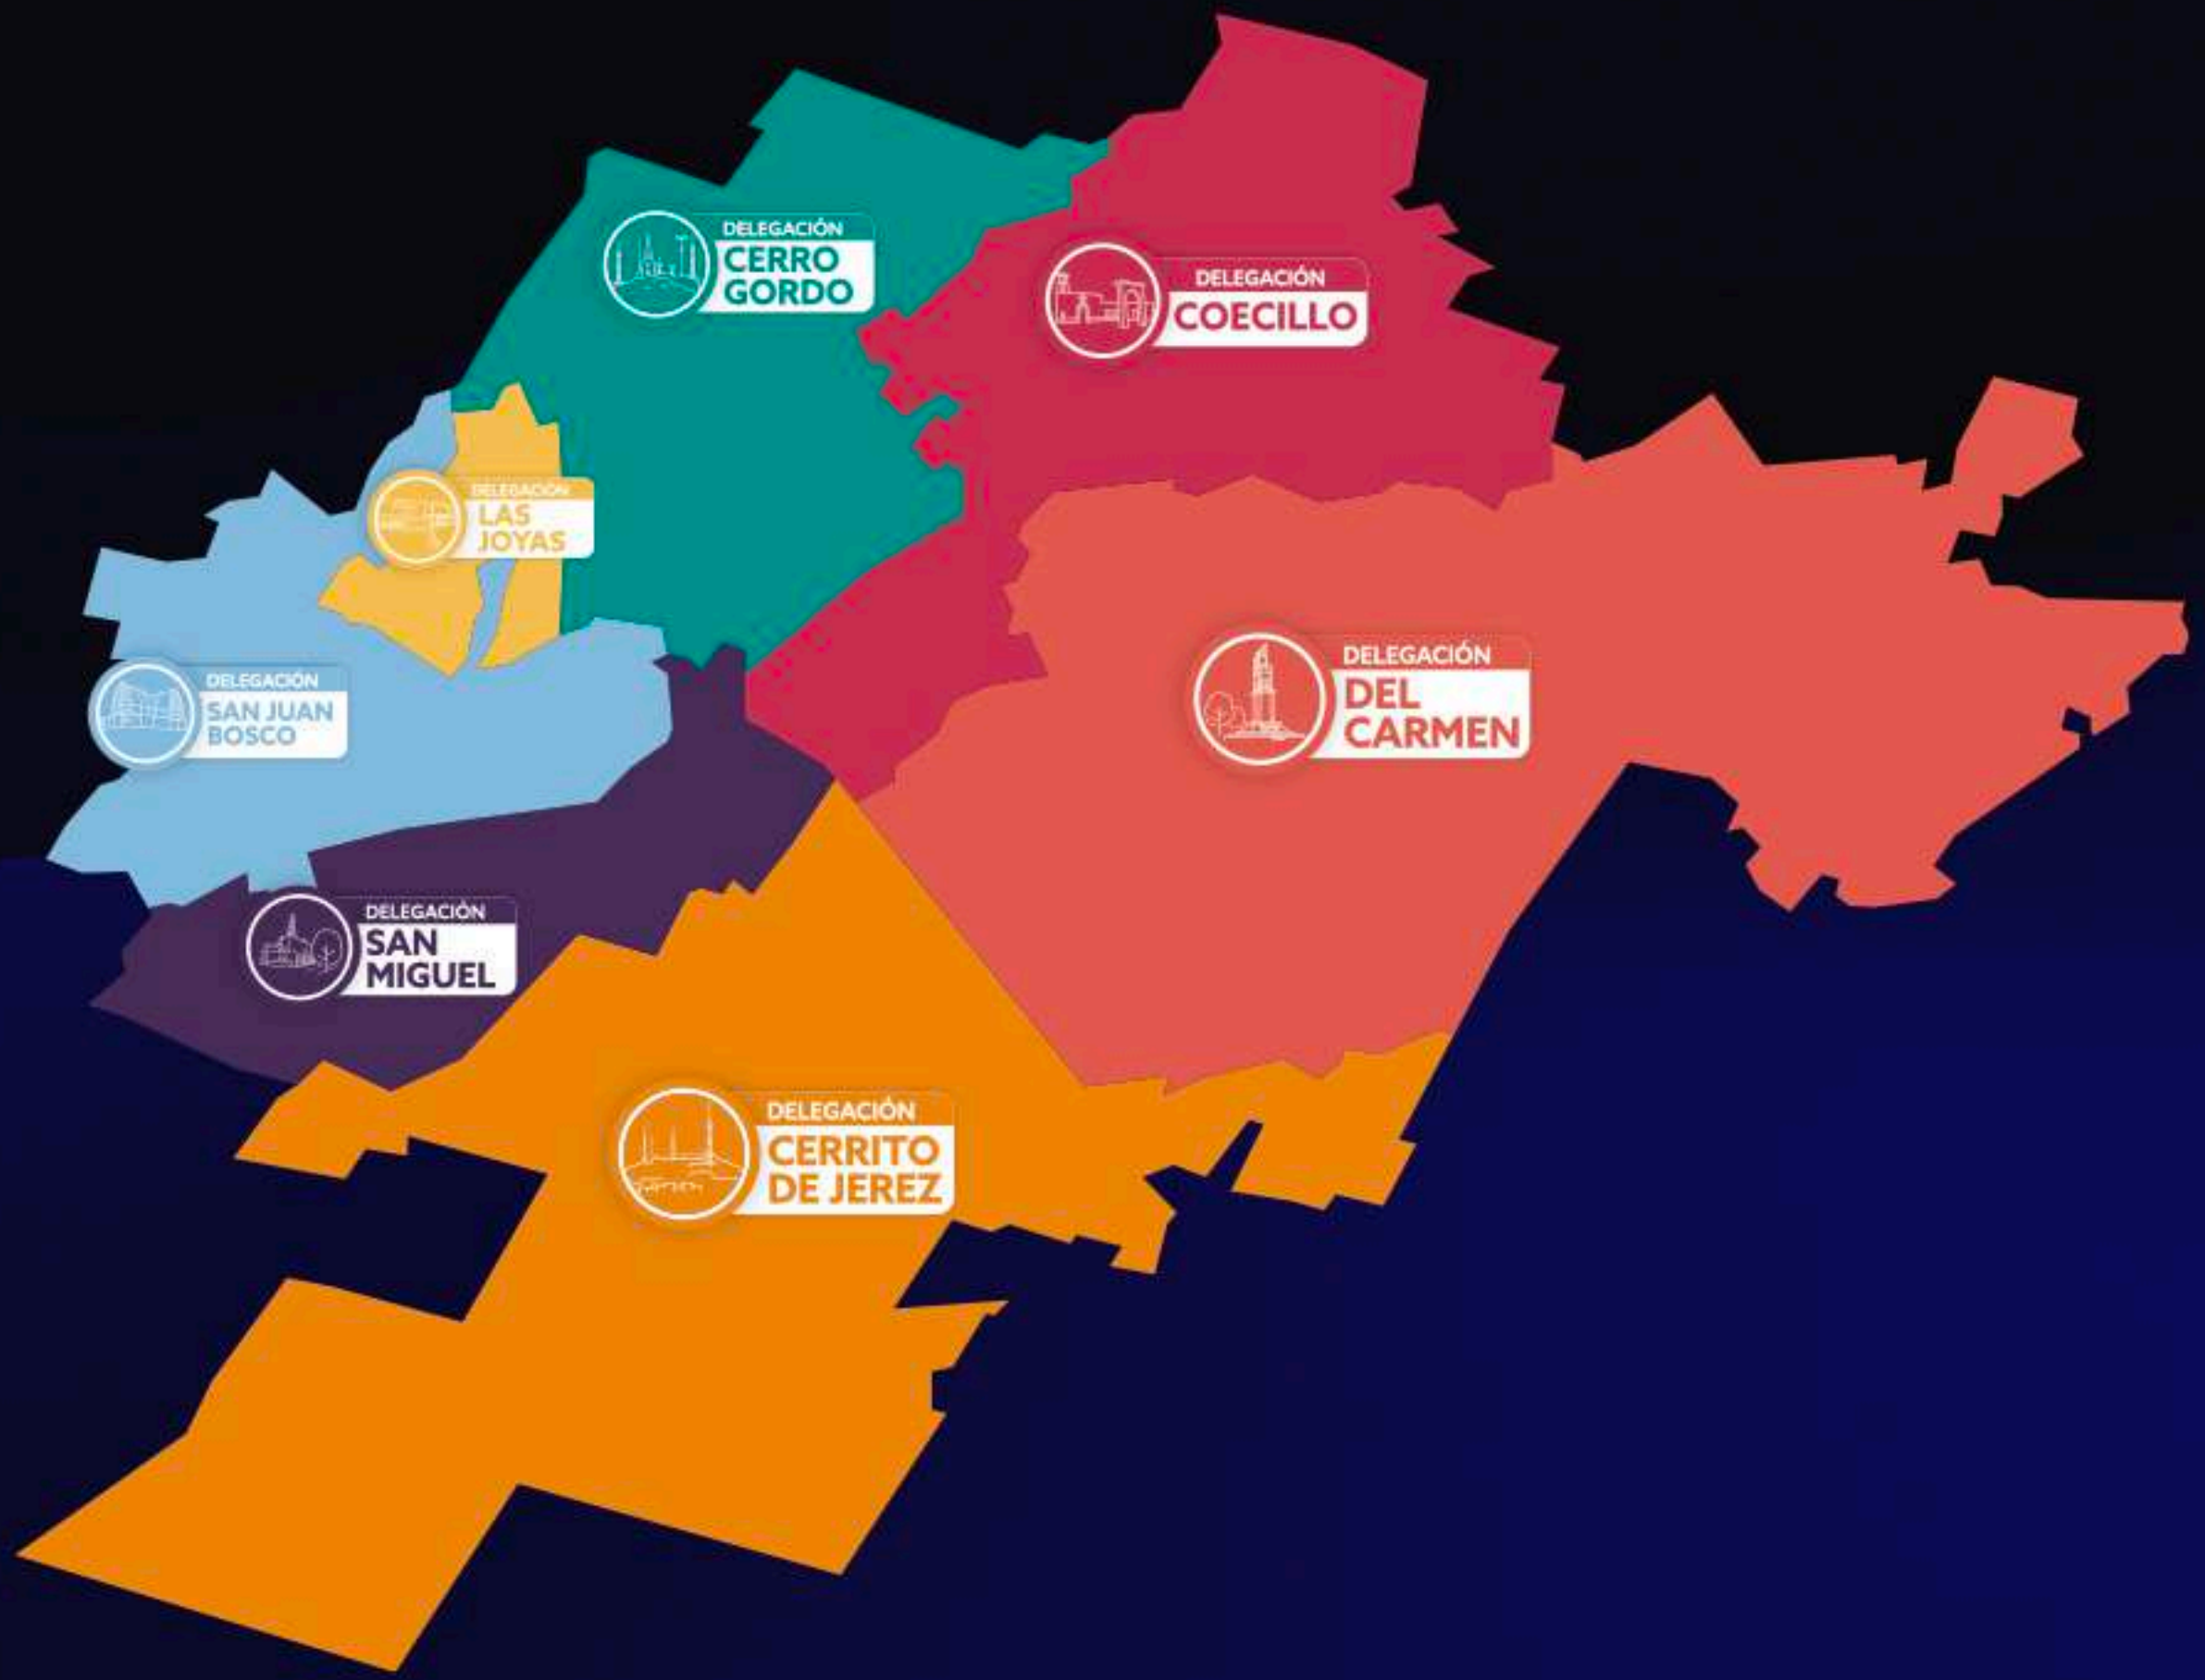 DELEGACIÓN
CERRO
GORDO
DELEGACIÓN
COECILLO
DELEGACIÓN
LAS
JOYAS
DELEGACIÓN
DEL
CARMEN
DELEGACIÓN
SAN JUAN
BOSCO
DELEGACIÓN
SAN
MIGUEL
DELEGACIÓN
CERRITO
DE JEREZ